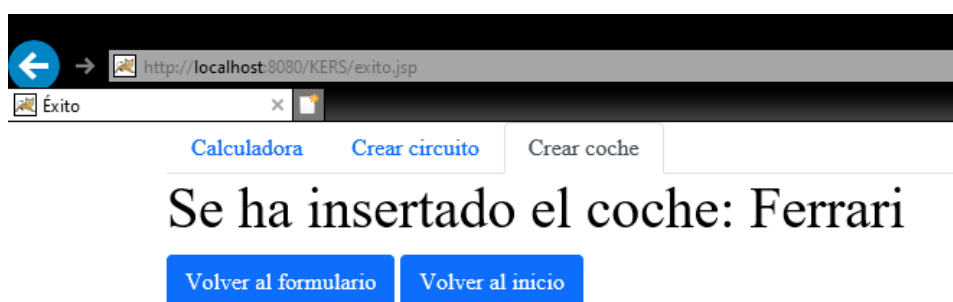 http://localhost:8080/KERS/exito.jsp
Éxito
Calculadora Crear circuito Crear coche
Se ha insertado el coche: Ferrari
Volver al formulario Volver al inicio